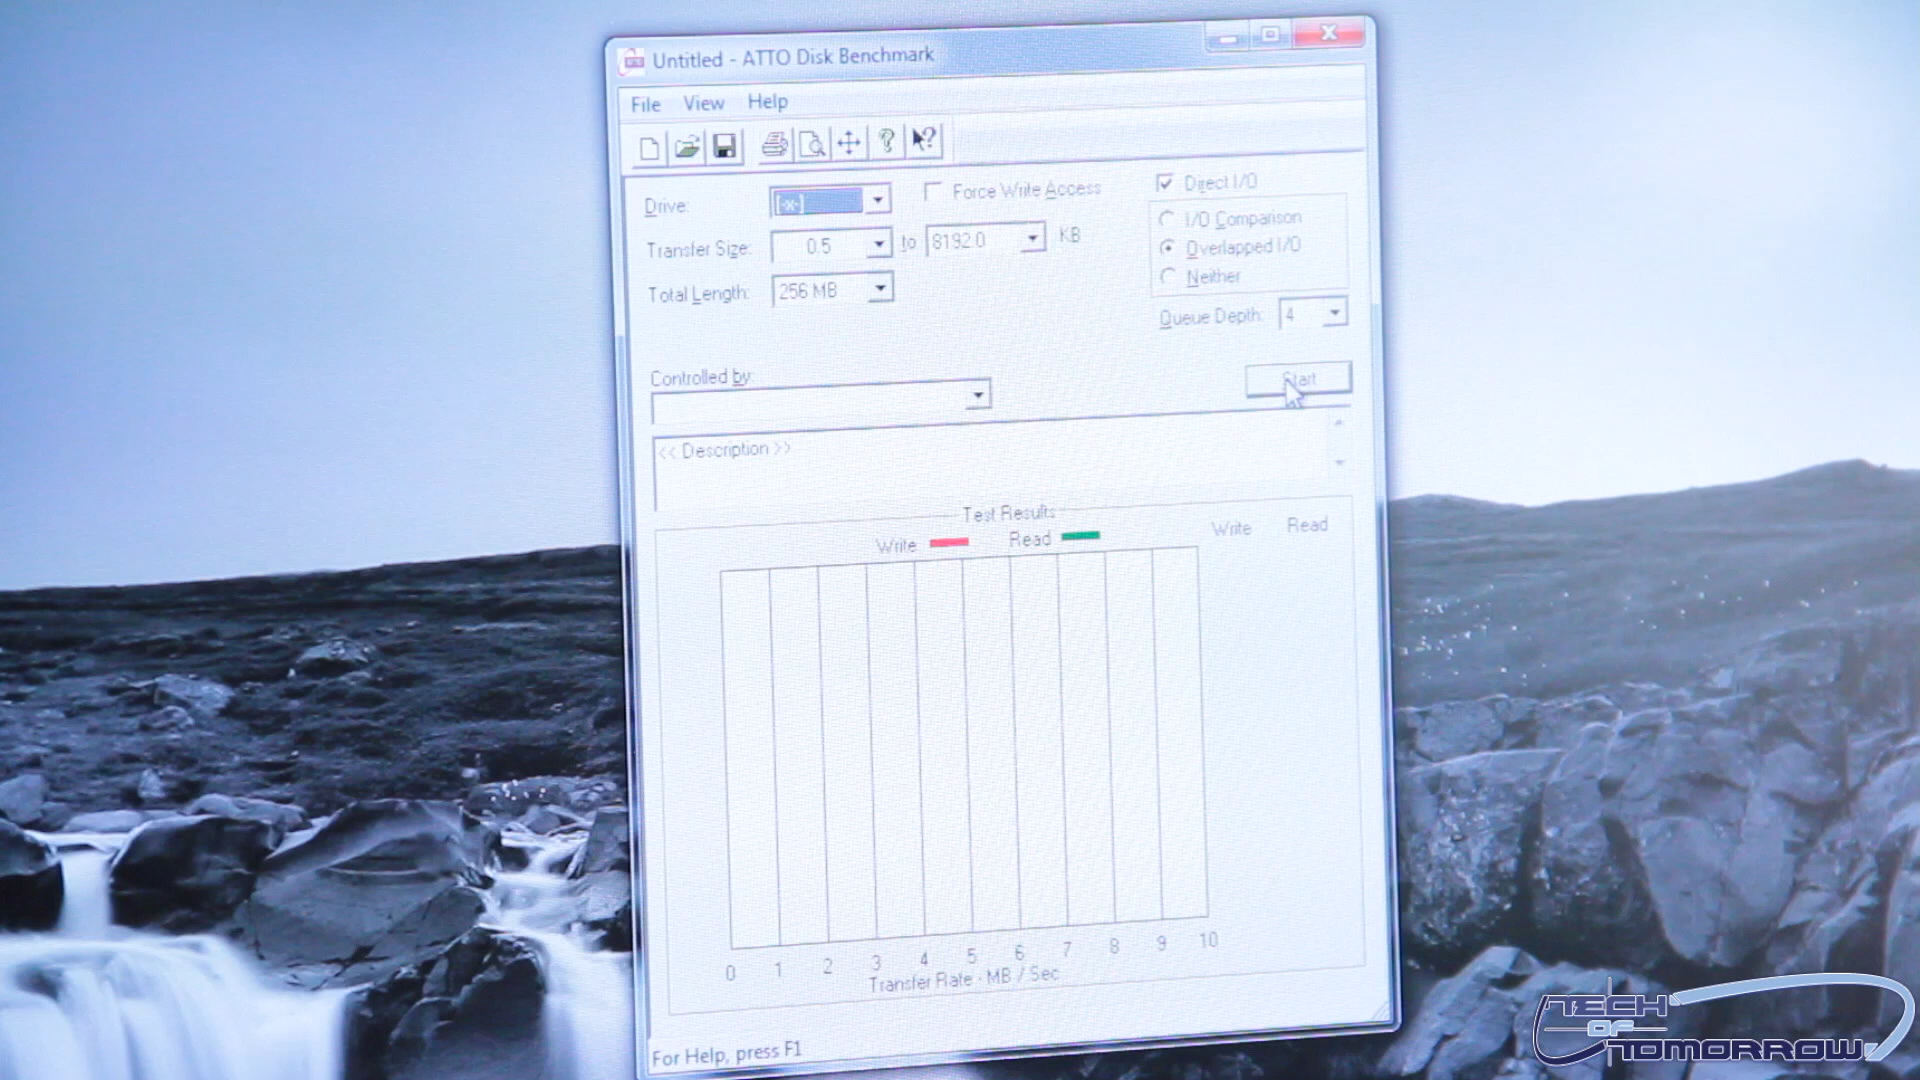 Untitled - ATTO Disk Benchmark
File View Help
Drive: [-x-] Force Write Access Direct I/O
Transfer Size: 0.5 to 8192.0 KB I/O Comparison
Overlapped I/O
Total Length: 256 MB Neither
Queue Depth: 4
Controlled by: Start
<< Description >>
Test Results
Write Read Write Read
0 1 2 3 4 5 6 7 8 9 10
Transfer Rate - MB / Sec
For Help, press F1
TECH
OF
TOMORROW